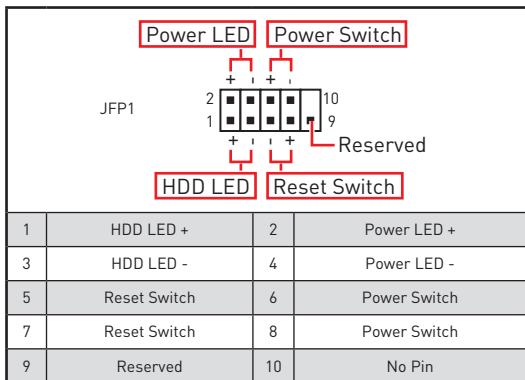 Power LED Power Switch
+ - + -
JFP1
2 10
1 9
+ - - +
Reserved
HDD LED Reset Switch
1 HDD LED + 2 Power LED +
3 HDD LED - 4 Power LED -
5 Reset Switch 6 Power Switch
7 Reset Switch 8 Power Switch
9 Reserved 10 No Pin